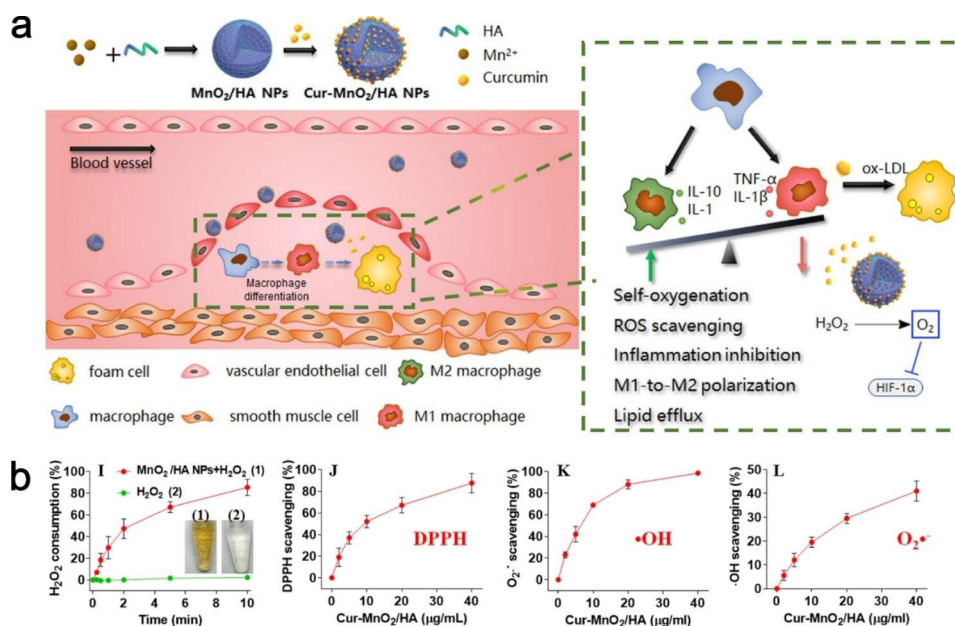 a
HA
Mn²⁺
Curcumin
MnO₂/HA NPs
Cur-MnO₂/HA NPs
Blood vessel
Macrophage
differentiation
foam cell
vascular endothelial cell
M2 macrophage
macrophage
smooth muscle cell
M1 macrophage
IL-10
IL-1
TNF-α
IL-1β
ox-LDL
Self-oxygenation
ROS scavenging
Inflammation inhibition
M1-to-M2 polarization
Lipid efflux
H₂O₂
O₂
HIF-1α
b
I
MnO₂/HA NPs+H₂O₂ (1)
H₂O₂ (2)
(1) (2)
H₂O₂ consumption (%)
100
80
60
40
20
0
0 2 4 6 8 10
Time (min)
J
DPPH
DPPH scavenging (%)
100
80
60
40
20
0
0 10 20 30 40
Cur-MnO₂/HA (μg/mL)
K
•OH
O₂·⁻ scavenging (%)
100
80
60
40
20
0
0 10 20 30 40
Cur-MnO₂/HA (μg/ml)
L
O₂•⁻
·OH scavenging (%)
50
40
30
20
10
0
0 10 20 30 40
Cur-MnO₂/HA (μg/ml)